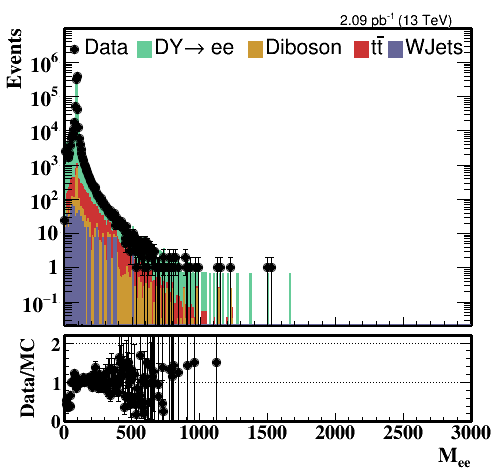 2.09 pb⁻¹ (13 TeV)
Events
Data DY→ ee Diboson tt̄ WJets
10⁶
10⁵
10⁴
10³
10²
10
1
10⁻¹
Data/MC
2
1
0
0 500 1000 1500 2000 2500 3000
Mₑₑ